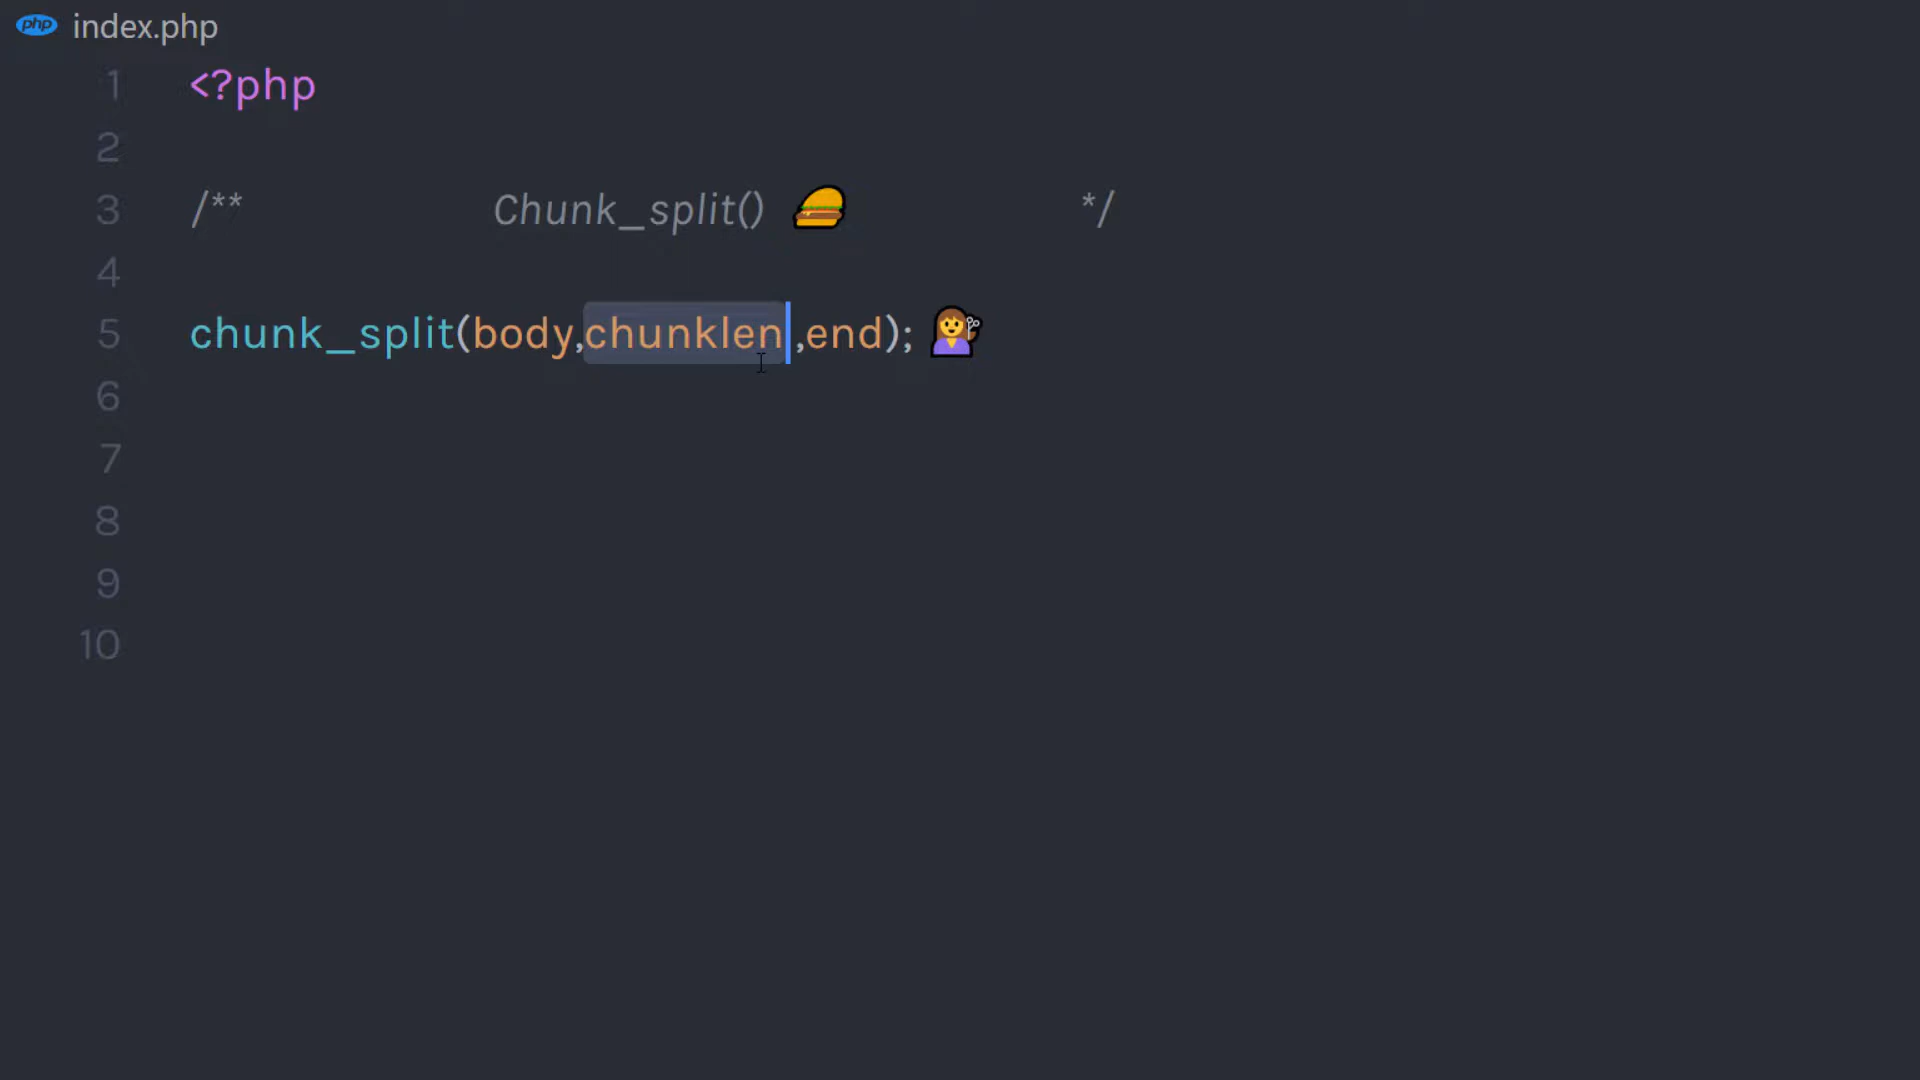 php index.php
1 <?php
2
3 /** Chunk_split() 🍔 */
4
5 chunk_split(body,chunklen,end); 💇‍♀️
6
7
8
9
10